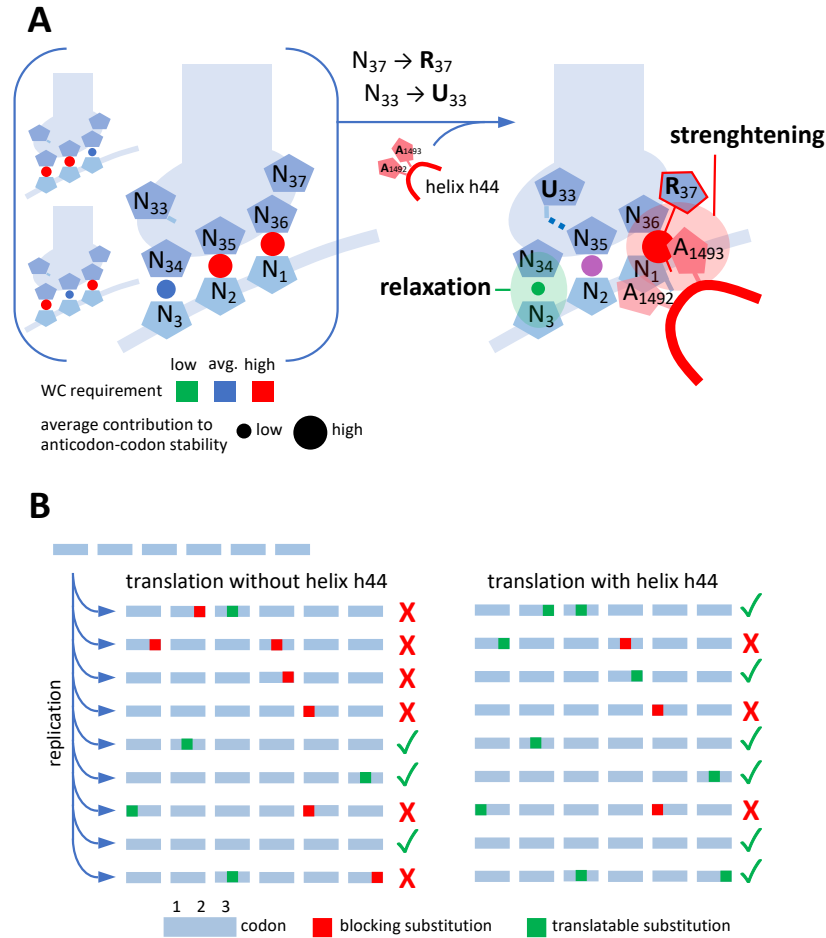 A
N37 → R37
N33 → U33
A1493
A1492
helix h44
strenghtening
N37
N33
N36
N35
N34
N1
N2
N3
U33
R37
N36
N35
A1493
N34
N1
relaxation
N2
A1492
N3
low avg. high
WC requirement
average contribution to
anticodon-codon stability
low high
B
translation without helix h44
translation with helix h44
X
X
X
X
X
X
X
X
replication
1 2 3
codon
blocking substitution
translatable substitution